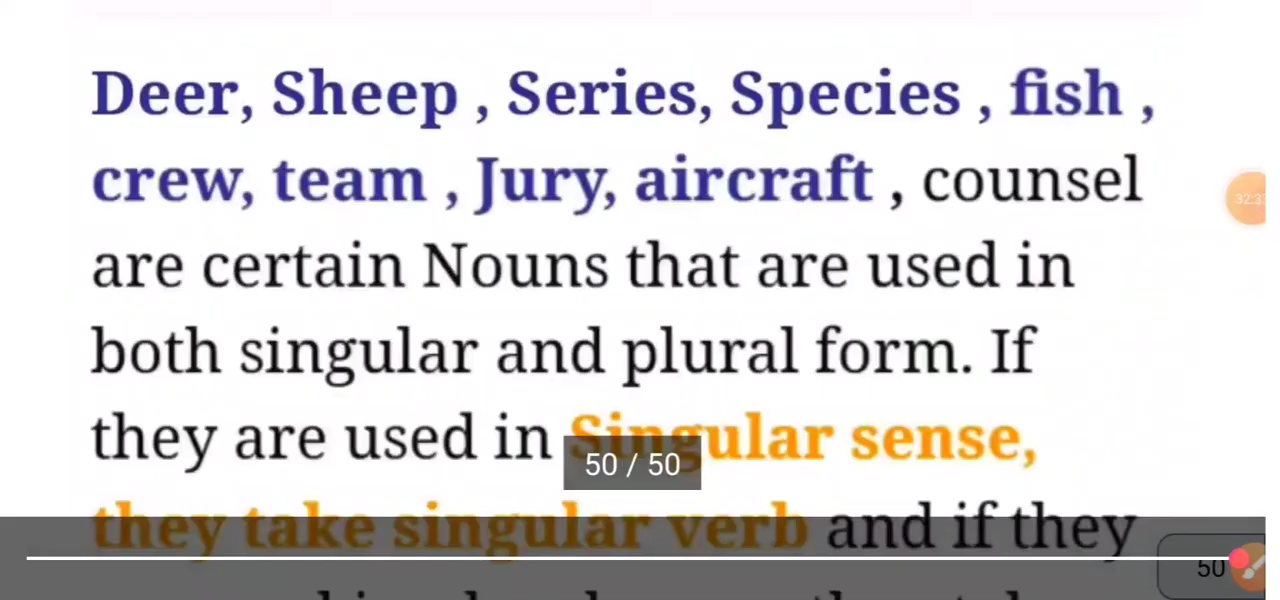 Deer, Sheep , Series, Species , fish ,
crew, team , Jury, aircraft , counsel
are certain Nouns that are used in
both singular and plural form. If
they are used in Singular sense,
50 / 50
they take singular verb and if they
50